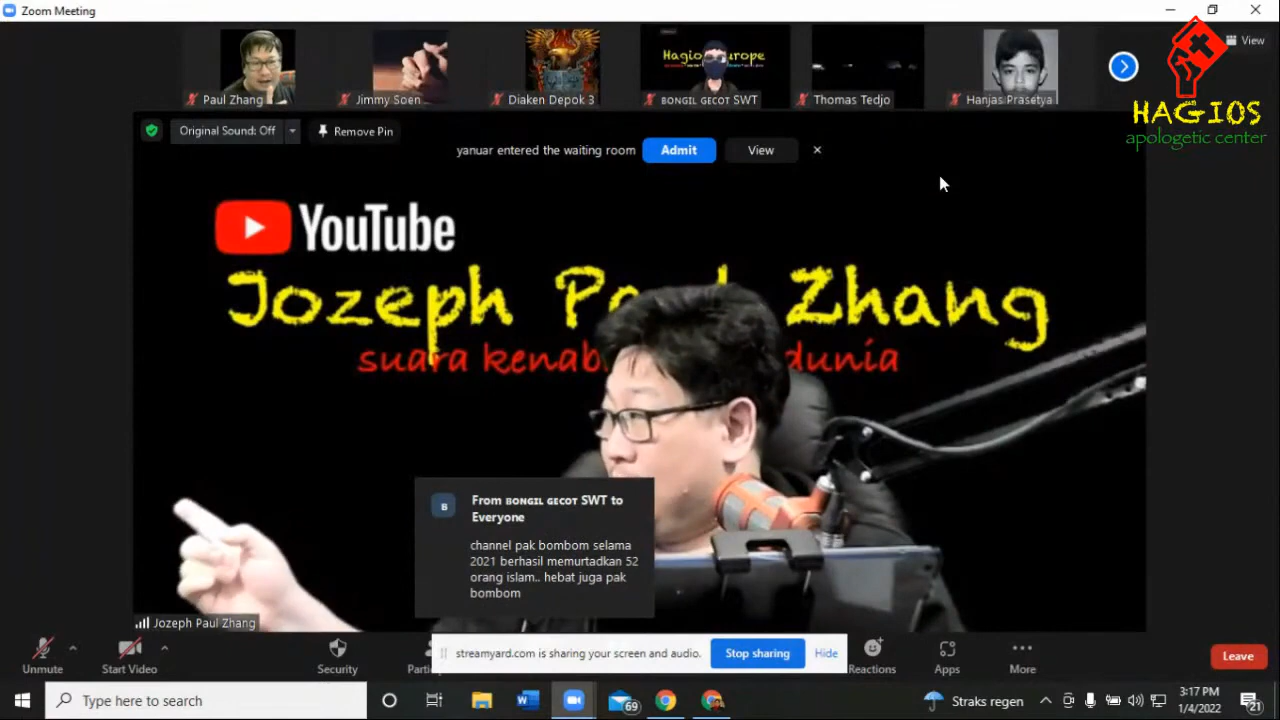 Zoom Meeting
View
Paul Zhang
Jimmy Soen
Diaken Depok 3
BONGIL GECOT SWT
Thomas Tedjo
Hanjas Prasetya
HAGIOS
apologetic center
Original Sound: Off
Remove Pin
yanuar entered the waiting room
Admit
View
YouTube
Jozeph Zhang
suara dunia
From BONGIL GECOT SWT to
Everyone
B
channel pak bombom selama
2021 berhasil memurtadkan 52
orang islam.. hebat juga pak
bombom
Jozeph Paul Zhang
Unmute
Start Video
Security
streamyard.com is sharing your screen and audio.
Stop sharing
Hide
Reactions
Apps
More
Leave
Type here to search
69
Straks regen
3:17 PM
1/4/2022
21